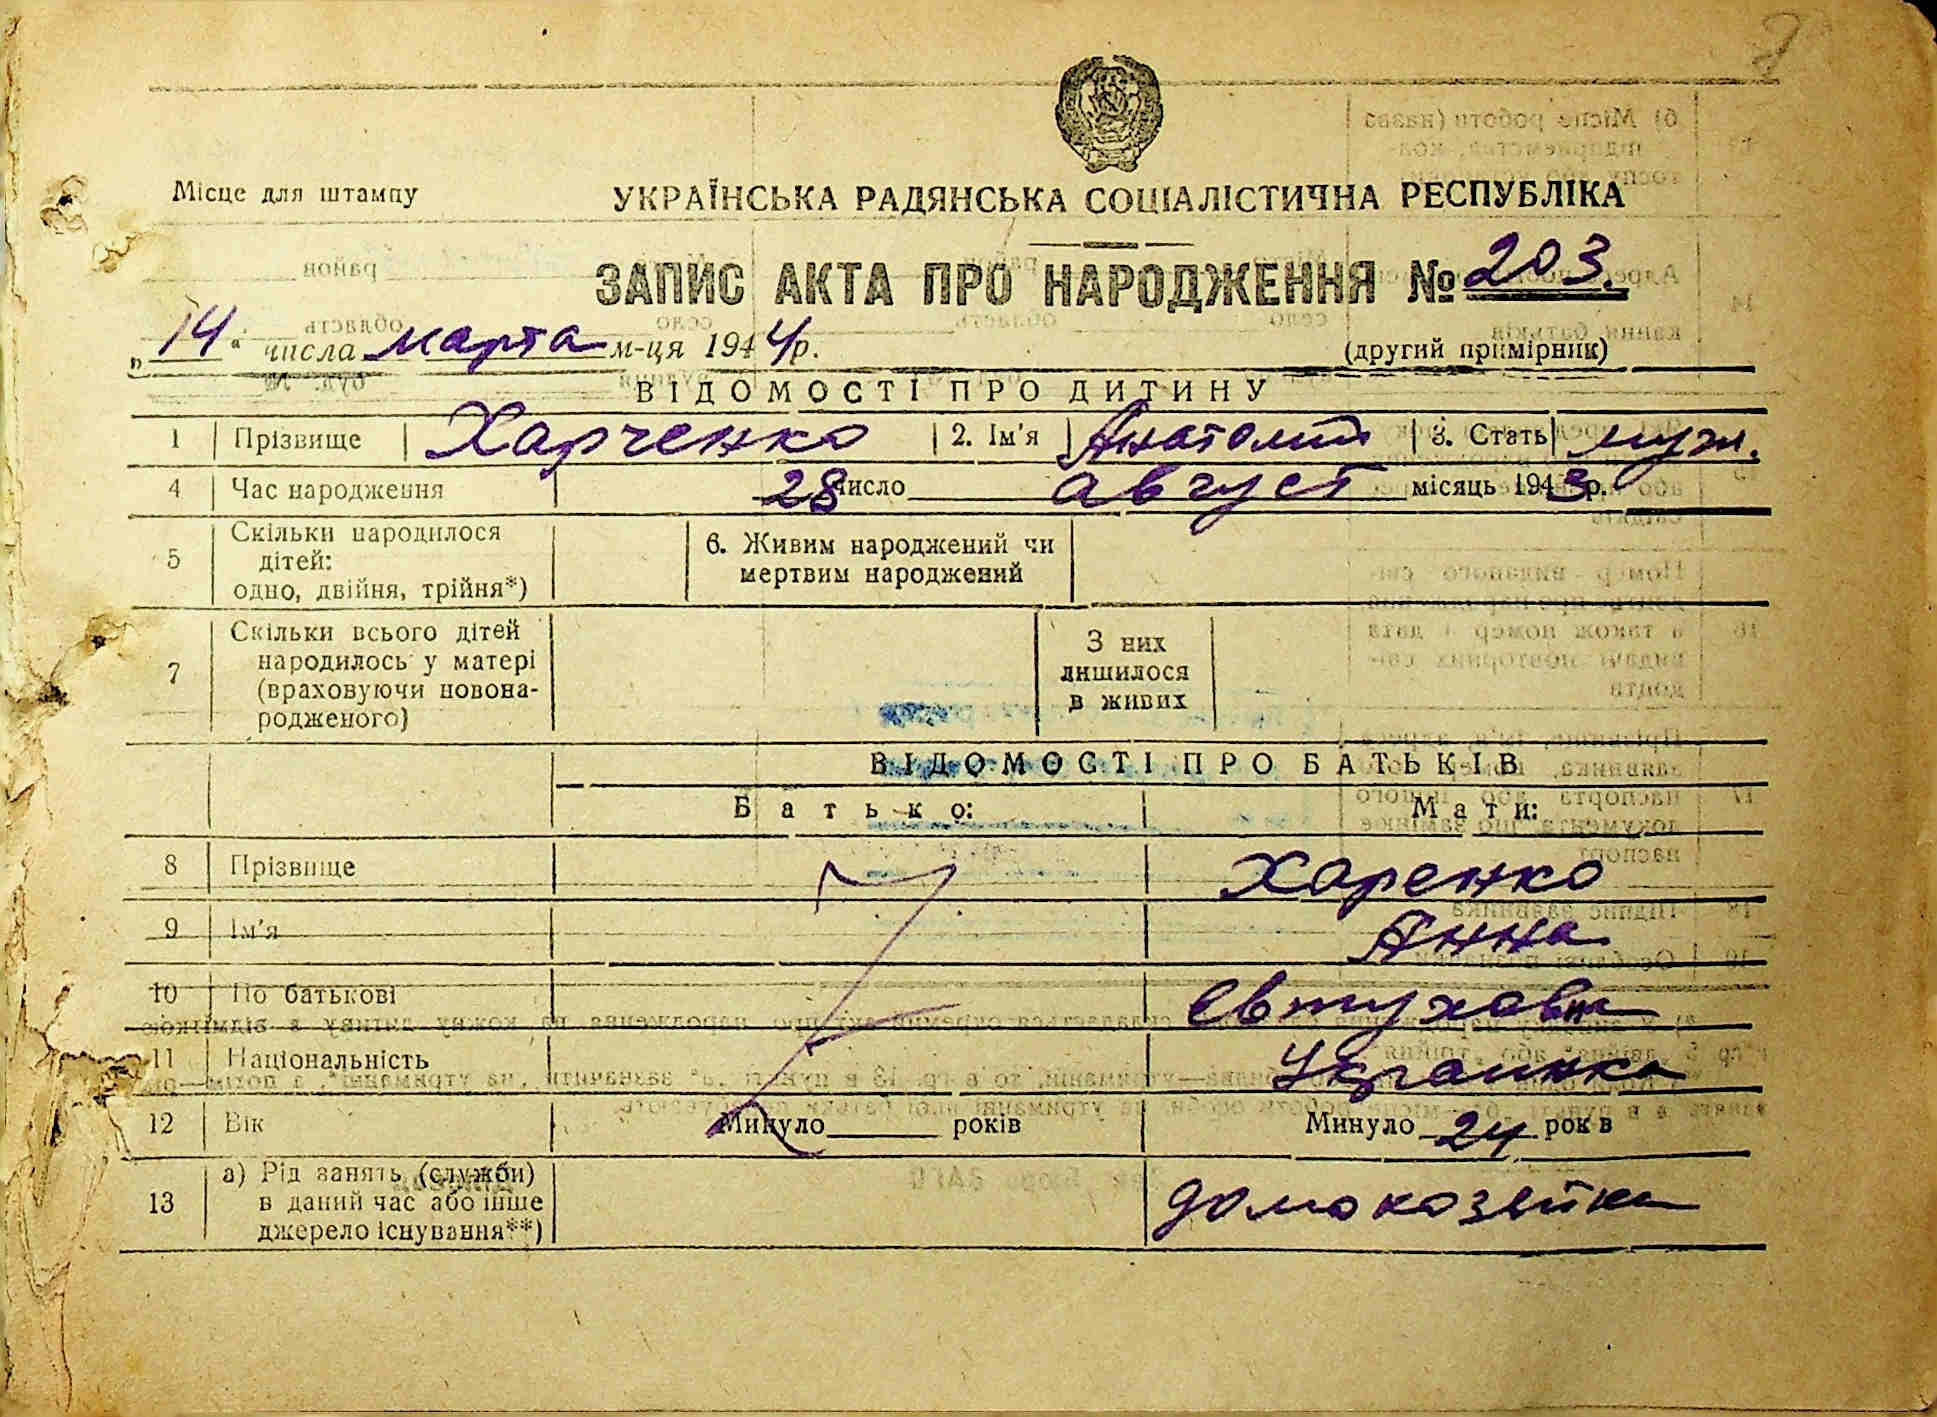 Місце для штампу
УКРАЇНСЬКА РАДЯНСЬКА СОЦІАЛІСТИЧНА РЕСПУБЛІКА
ЗАПИС АКТА ПРО НАРОДЖЕННЯ № 203.
„14“ числа марта м-ця 1944 р.
(другий примірник)
ВІДОМОСТІ ПРО ДИТИНУ
1 Прізвище Харченко 2. Ім'я Анатолий 3. Стать муж.
4 Час народження 28 число август місяць 1943 р.
5 Скільки народилося дітей: одно, двійня, трійня*) 6. Живим народжений чи мертвим народжений
7 Скільки всього дітей народилось у матері (враховуючи новонародженого) З них лишилося в живих
ВІДОМОСТІ ПРО БАТЬКІВ
Батько: Мати:
8 Прізвище Харенко
9 Ім'я Анна
10 По батькові Євтуховн
11 Національність Украинка
12 Вік Минуло років Минуло 24 рок в
13 а) Рід занять (служби) в даний час або інше джерело існування**) домохозяйка